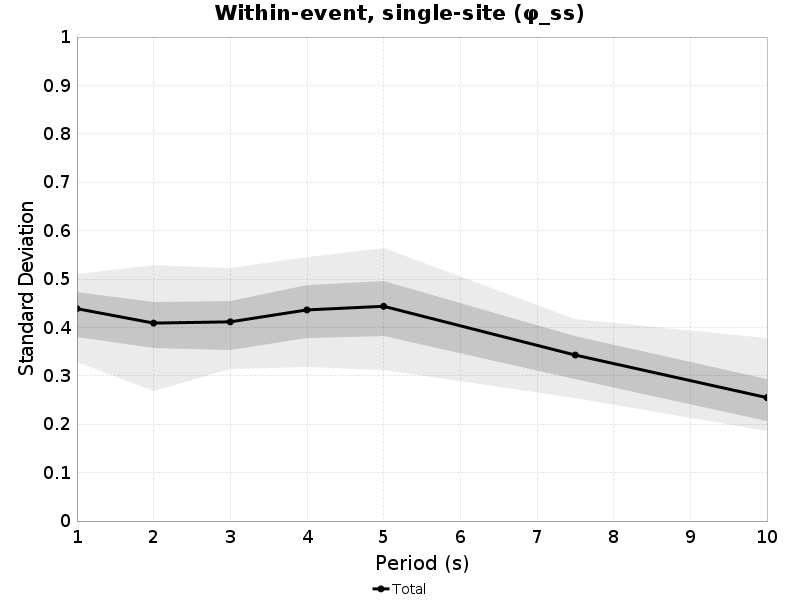 Within-event, single-site (φ_ss)
Standard Deviation
1
0.9
0.8
0.7
0.6
0.5
0.4
0.3
0.2
0.1
0
1 2 3 4 5 6 7 8 9 10
Period (s)
Total